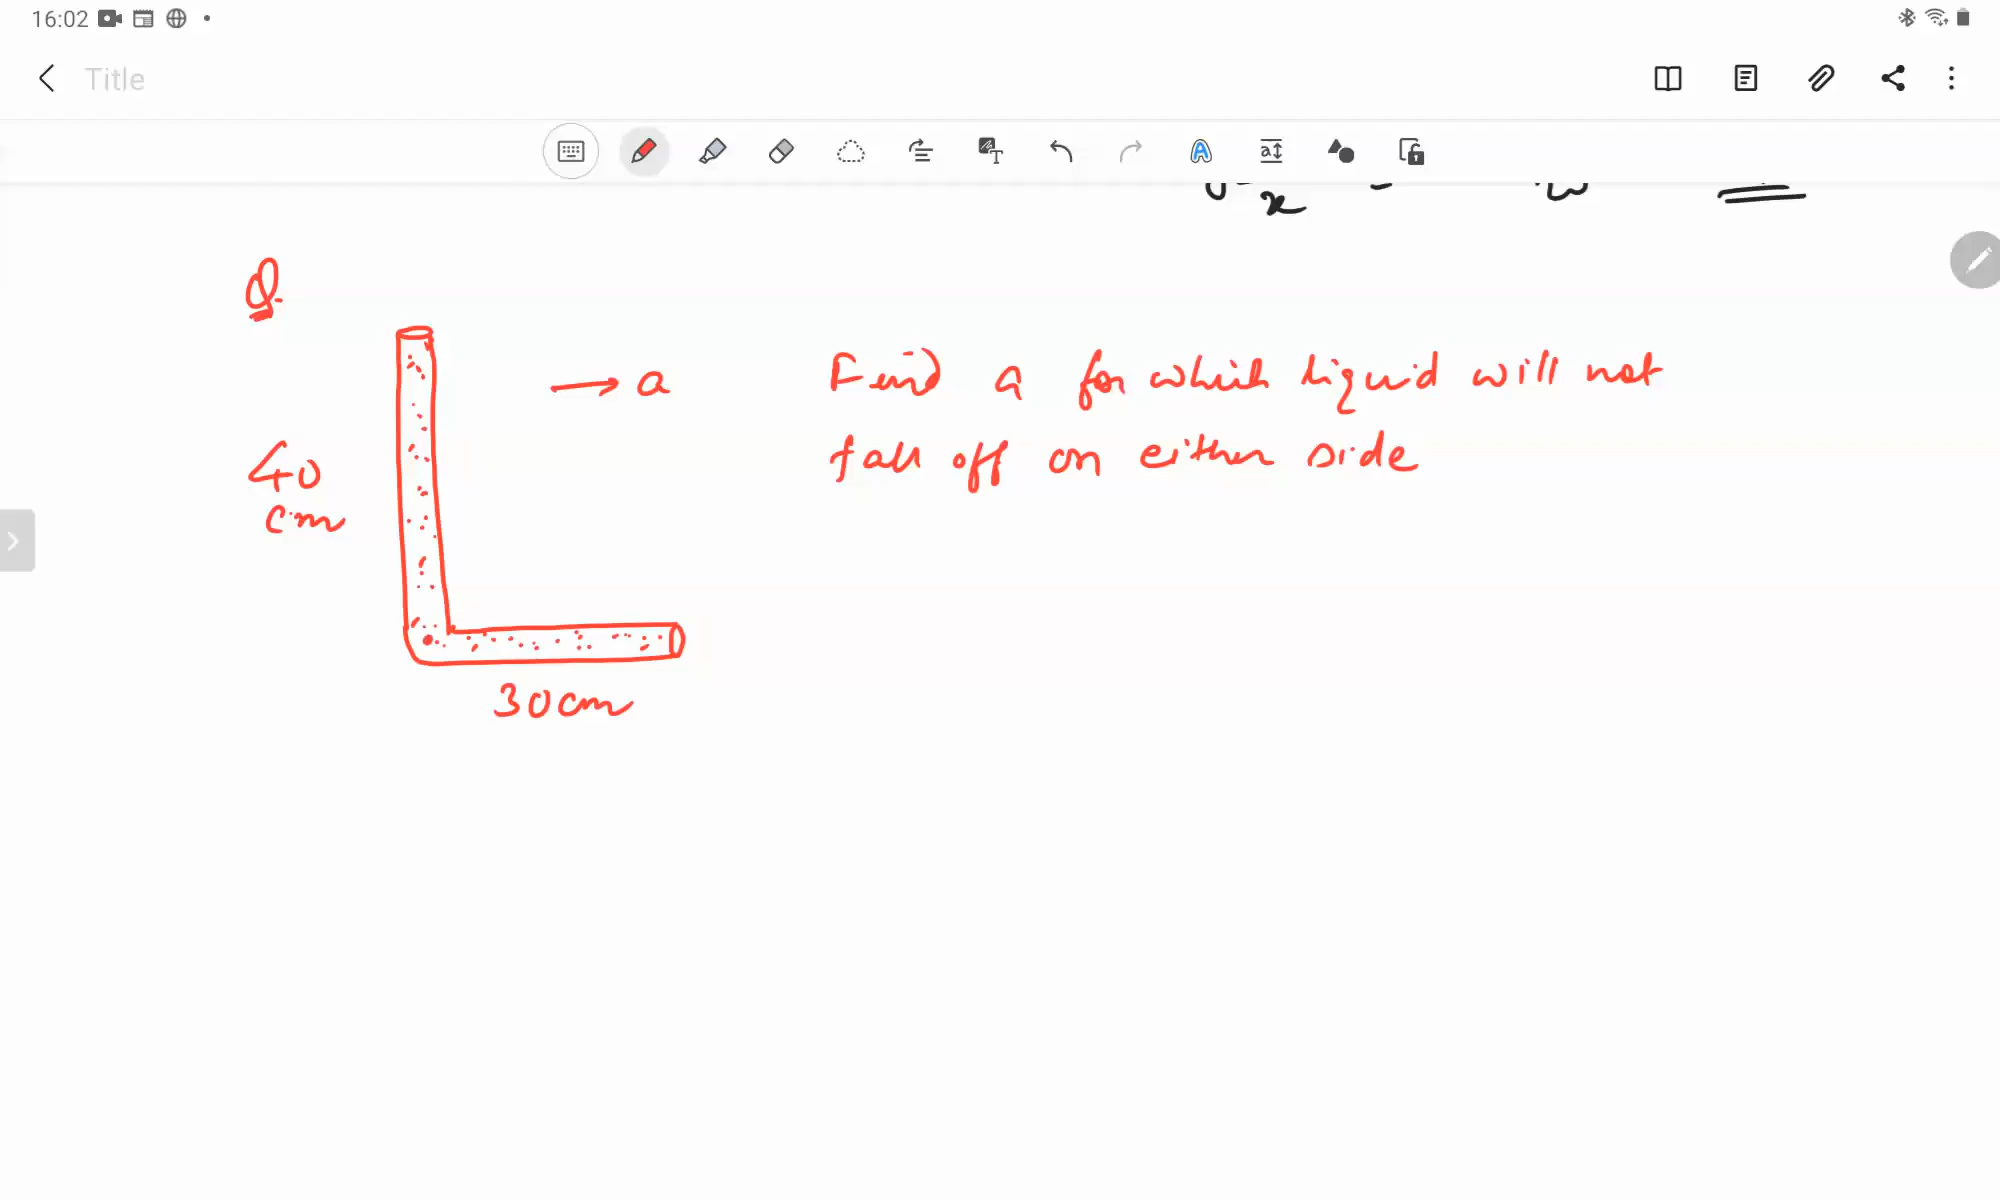 16:02
Title
x
Q.
→ a
Find a for which liquid will not
fall off on either side
40
cm
30cm